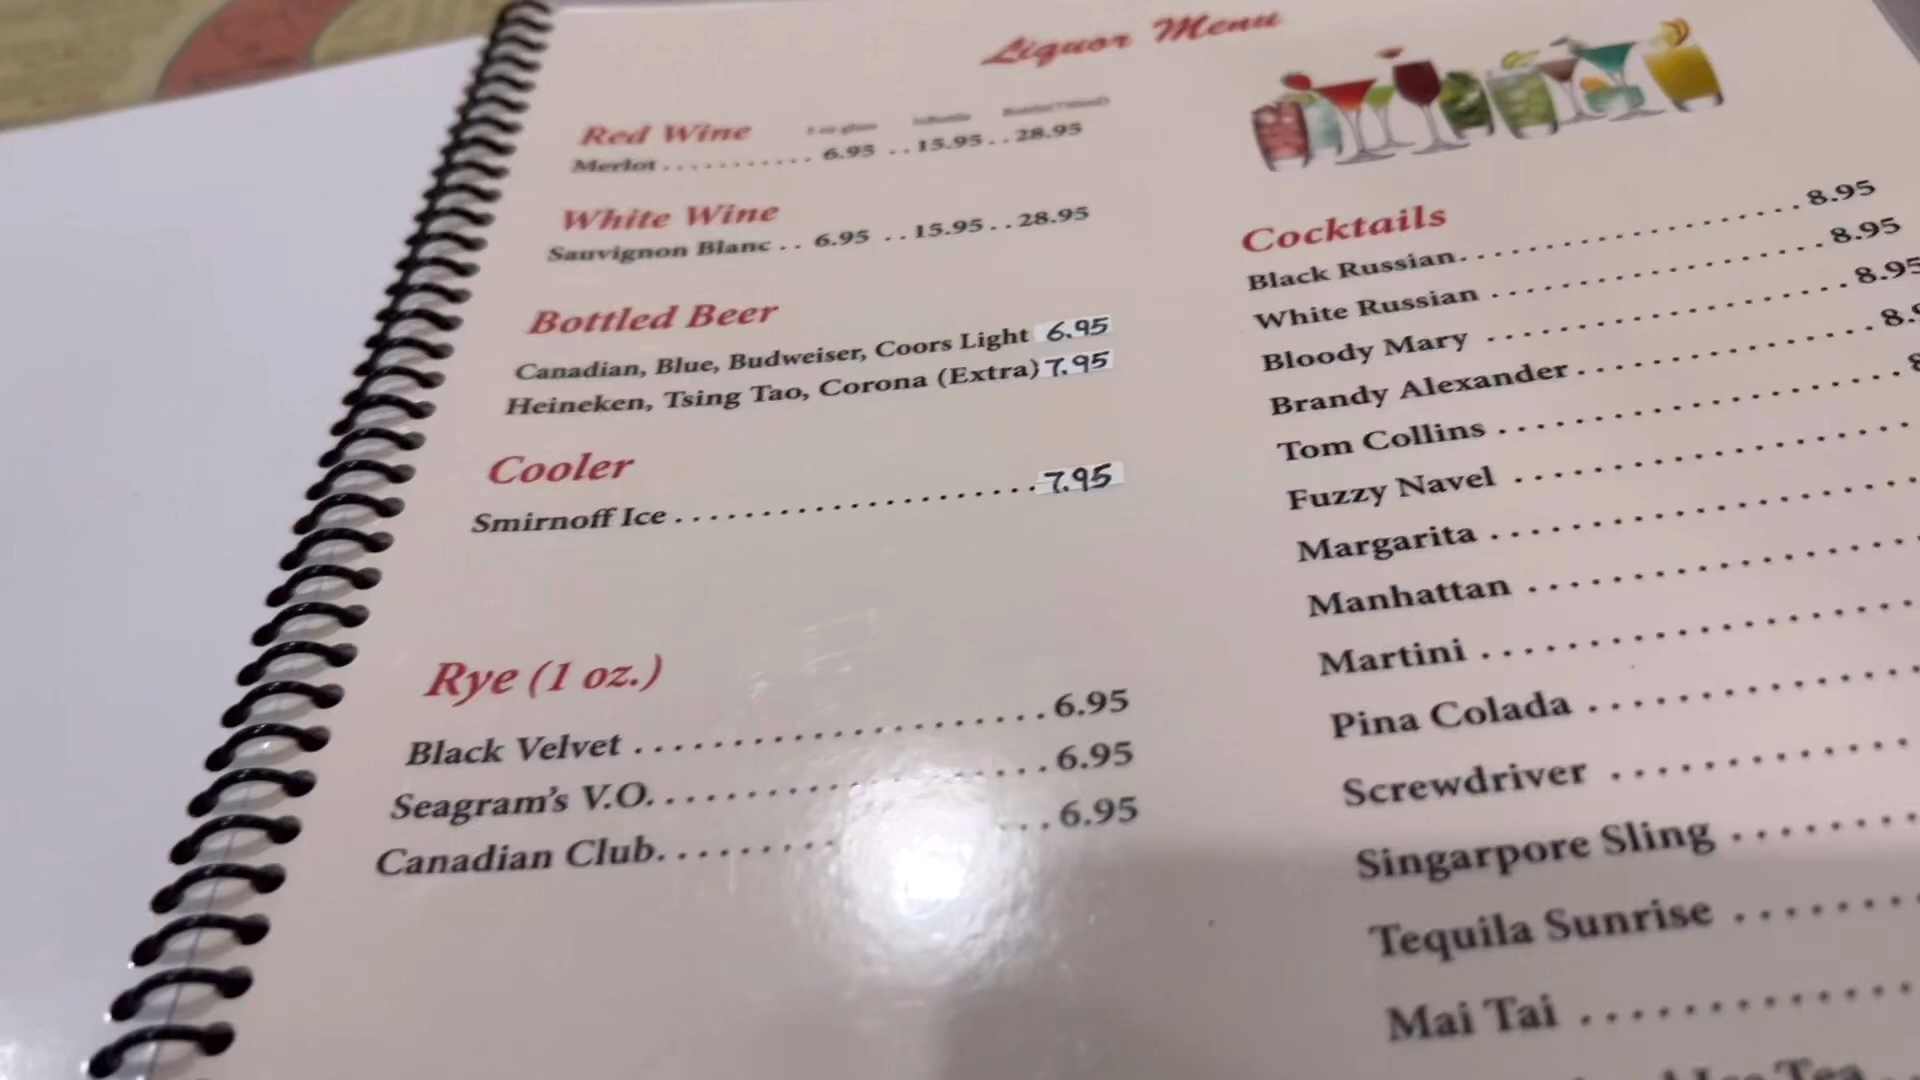 Liquor Menu
Red Wine
Merlot . . . . . . . . . . . . 6.95 . . 15.95 . . 28.95
White Wine
Sauvignon Blanc . . 6.95 . . 15.95 . . 28.95
Bottled Beer
Canadian, Blue, Budweiser, Coors Light 6.95
Heineken, Tsing Tao, Corona (Extra) 7.95
Cooler
Smirnoff Ice . . . . . . . . . . . . . . . . . . . . . . 7.95
Rye (1 oz.)
Black Velvet . . . . . . . . . . . . . . . . . . . . . . . . 6.95
Seagram's V.O. . . . . . . . . . . . . . . . . . . . . . . 6.95
Canadian Club. . . . . . . . . . . . . 6.95
Cocktails
Black Russian. . . . . . . . . . . . . . . . . . . . . . 8.95
White Russian . . . . . . . . . . . . . . . . . . . . . 8.95
Bloody Mary . . . . . . . . . . . . . . . . . . . . . . 8.95
Brandy Alexander . . . . . . . . . . . . . . . . . .
Tom Collins . . . . . . . . . . . . . . . . . . . . . . .
Fuzzy Navel . . . . . . . . . . . . . . . . . . . . . .
Margarita . . . . . . . . . . . . . . . . . . . . . . .
Manhattan . . . . . . . . . . . . . . . . . . . . .
Martini . . . . . . . . . . . . . . . . . . . . . . .
Pina Colada . . . . . . . . . . . . . . . . . .
Screwdriver . . . . . . . . . . . . . . . .
Singarpore Sling . . . . . . . . . .
Tequila Sunrise . . . . . . . . . .
Mai Tai . . . . . . . . . . . . . . . .
Ice Tea